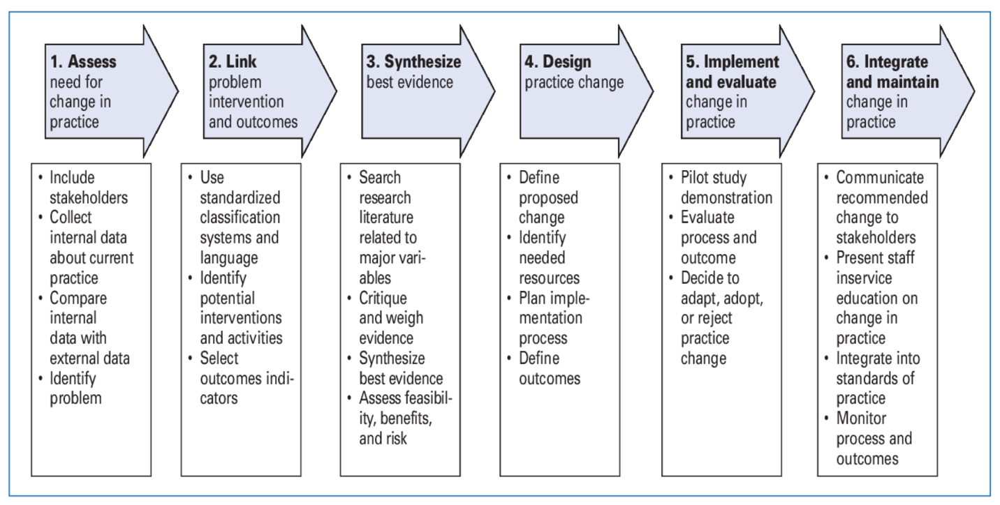 1. Assess
need for
change in
practice
• Include
stakeholders
• Collect
internal data
about current
practice
• Compare
internal
data with
external data
• Identify
problem
2. Link
problem
intervention
and outcomes
• Use
standardized
classification
systems and
language
• Identify
potential
interventions
and activities
• Select
outcomes indi-
cators
3. Synthesize
best evidence
• Search
research
literature
related to
major vari-
ables
• Critique
and weigh
evidence
• Synthesize
best evidence
• Assess feasibil-
ity, benefits,
and risk
4. Design
practice change
• Define
proposed
change
• Identify
needed
resources
• Plan imple-
mentation
process
• Define
outcomes
5. Implement
and evaluate
change in
practice
• Pilot study
demonstration
• Evaluate
process and
outcome
• Decide to
adapt, adopt,
or reject
practice
change
6. Integrate
and maintain
change in
practice
• Communicate
recommended
change to
stakeholders
• Present staff
inservice
education on
change in
practice
• Integrate into
standards of
practice
• Monitor
process and
outcomes